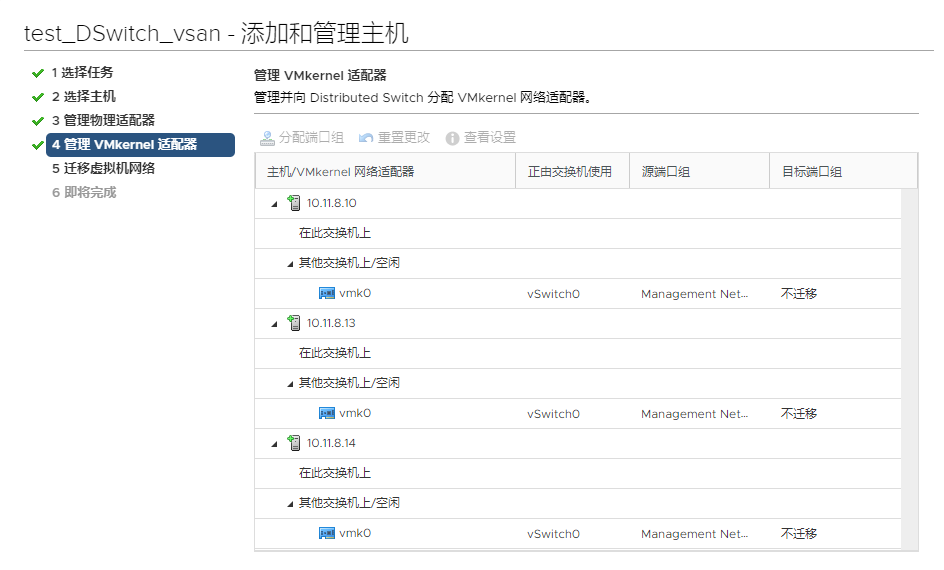 test_DSwitch_vsan - 添加和管理主机
1 选择任务
2 选择主机
3 管理物理适配器
4 管理 VMkernel 适配器
5 迁移虚拟机网络
6 即将完成
管理 VMkernel 适配器
管理并向 Distributed Switch 分配 VMkernel 网络适配器。
分配端口组 重置更改 查看设置
主机/VMkernel 网络适配器 正由交换机使用 源端口组 目标端口组
10.11.8.10
在此交换机上
其他交换机上/空闲
vmk0 vSwitch0 Management Net... 不迁移
10.11.8.13
在此交换机上
其他交换机上/空闲
vmk0 vSwitch0 Management Net... 不迁移
10.11.8.14
在此交换机上
其他交换机上/空闲
vmk0 vSwitch0 Management Net... 不迁移